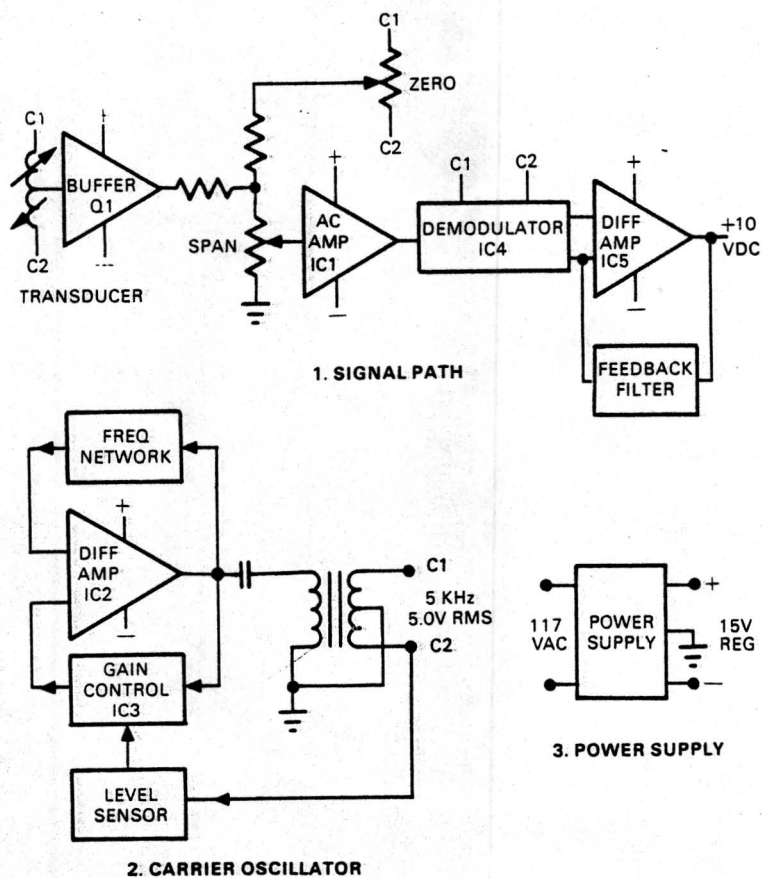 C1
ZERO
C2
C1
BUFFER
Q1
C2
TRANSDUCER
+
---
SPAN
+
AC
AMP
IC1
—
C1
C2
DEMODULATOR
IC4
+
DIFF
AMP
IC5
—
+10
VDC
FEEDBACK
FILTER
1. SIGNAL PATH
FREQ
NETWORK
+
DIFF
AMP
IC2
—
GAIN
CONTROL
IC3
LEVEL
SENSOR
C1
5 KHz
5.0V RMS
C2
2. CARRIER OSCILLATOR
117
VAC
POWER
SUPPLY
+
15V
REG
—
3. POWER SUPPLY